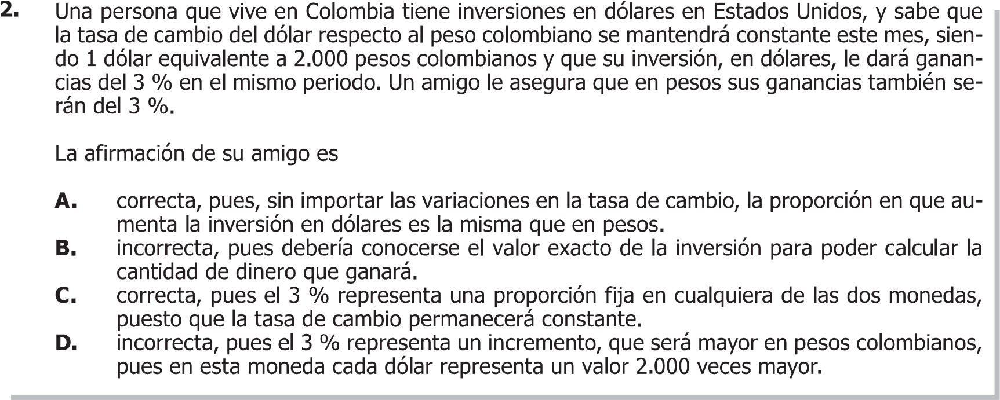 2. Una persona que vive en Colombia tiene inversiones en dólares en Estados Unidos, y sabe que
la tasa de cambio del dólar respecto al peso colombiano se mantendrá constante este mes, sien-
do 1 dólar equivalente a 2.000 pesos colombianos y que su inversión, en dólares, le dará ganan-
cias del 3 % en el mismo periodo. Un amigo le asegura que en pesos sus ganancias también se-
rán del 3 %.
La afirmación de su amigo es
A. correcta, pues, sin importar las variaciones en la tasa de cambio, la proporción en que au-
menta la inversión en dólares es la misma que en pesos.
B. incorrecta, pues debería conocerse el valor exacto de la inversión para poder calcular la
cantidad de dinero que ganará.
C. correcta, pues el 3 % representa una proporción fija en cualquiera de las dos monedas,
puesto que la tasa de cambio permanecerá constante.
D. incorrecta, pues el 3 % representa un incremento, que será mayor en pesos colombianos,
pues en esta moneda cada dólar representa un valor 2.000 veces mayor.